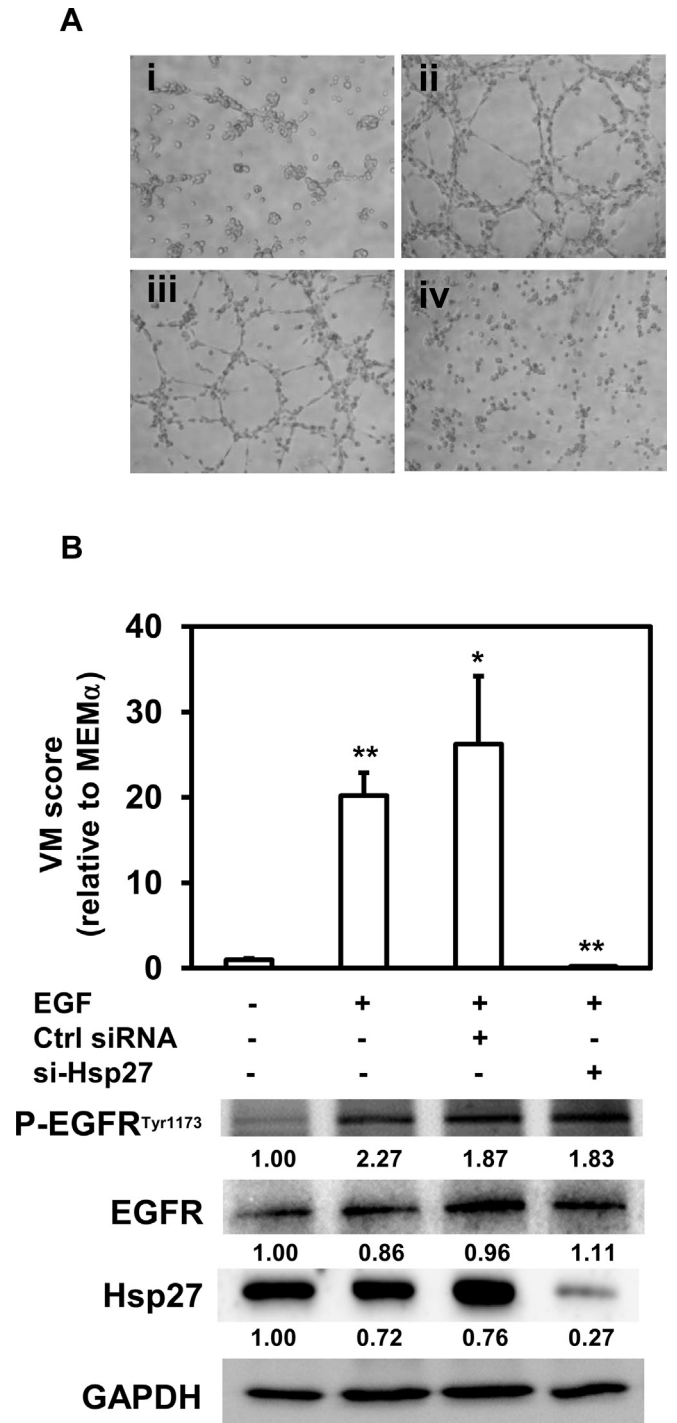 A
i
ii
iii
iv
B
VM score
(relative to MEMα)
40
30
20
10
0
**
*
**
EGF - + + +
Ctrl siRNA - - + -
si-Hsp27 - - - +
P-EGFR Tyr1173
1.00 2.27 1.87 1.83
EGFR
1.00 0.86 0.96 1.11
Hsp27
1.00 0.72 0.76 0.27
GAPDH